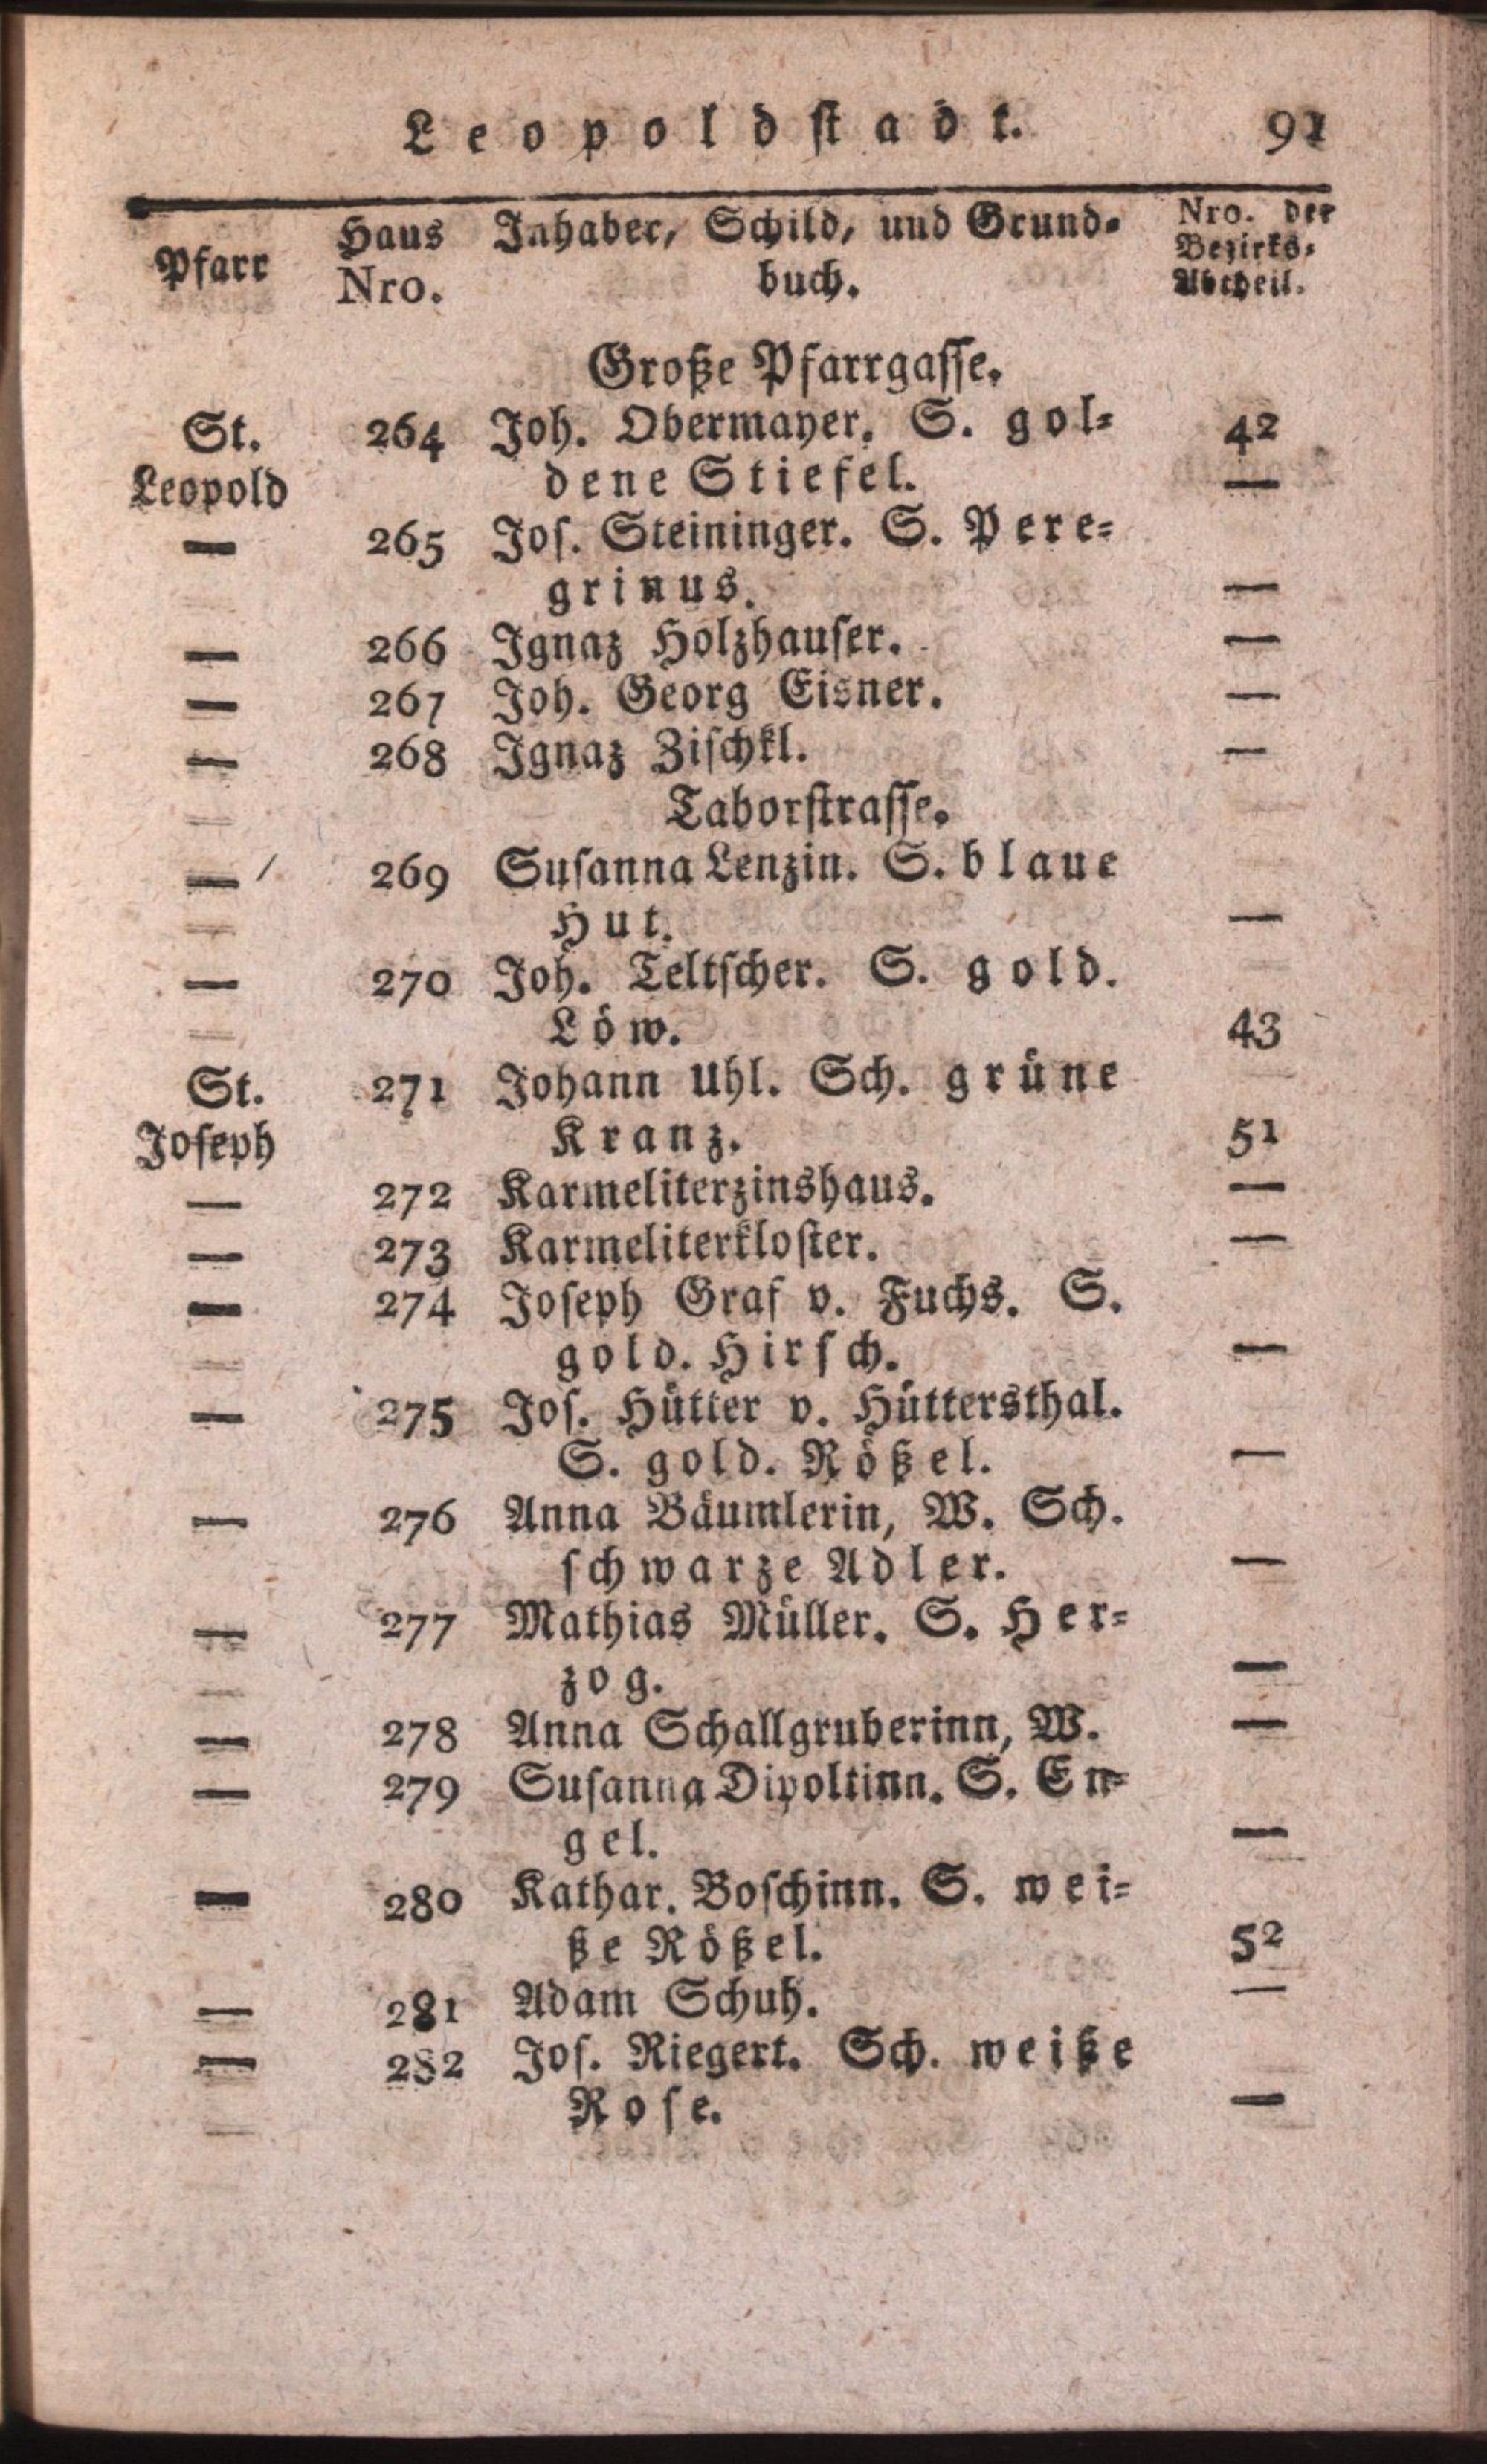 Leopoldstadt. 91
Pfarr Haus Nro. Inhaber, Schild, und Grund- buch. Nro. der Bezirks- Abtheil.
Große Pfarrgasse.
St. 264 Joh. Obermayer. S. gol- 42
Leopold dene Stiefel. —
— 265 Jos. Steininger. S. Pere-
grinus. —
— 266 Ignaz Holzhauser. —
— 267 Joh. Georg Eisner. —
— 268 Ignaz Zischkl. —
Taborstrasse.
— 269 Susanna Lenzin. S. blaue
Hut. —
— 270 Joh. Teltscher. S. gold.
Löw. 43
St. 271 Johann Uhl. Sch. grüne
Joseph Kranz. 51
— 272 Karmeliterzinshaus. —
— 273 Karmeliterkloster. —
— 274 Joseph Graf v. Fuchs. S.
gold. Hirsch. —
— 275 Jos. Hütter v. Hüttersthal.
S. gold. Rößel. —
— 276 Anna Bäumlerin, W. Sch.
schwarze Adler. —
— 277 Mathias Müller. S. Her-
zog. —
— 278 Anna Schallgruberinn, W. —
— 279 Susanna Dipoltinn. S. En-
gel. —
— 280 Kathar. Boschinn. S. wei-
ße Rößel. 52
— 281 Adam Schuh. —
— 282 Jos. Riegert. Sch. weiße
Rose. —